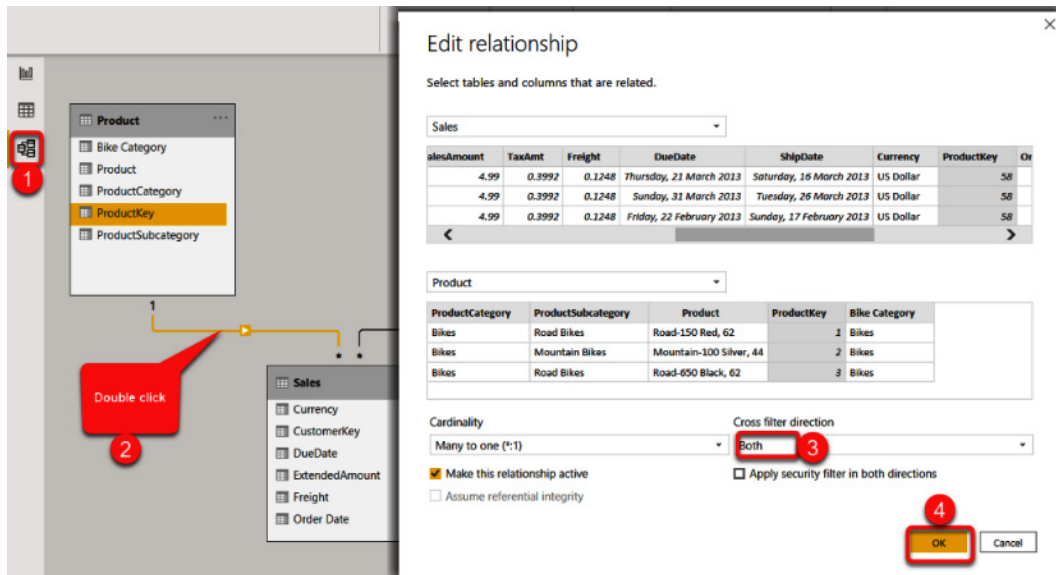 1
Product
Bike Category
Product
ProductCategory
ProductKey
ProductSubcategory
1
* *
Double click
2
Sales
Currency
CustomerKey
DueDate
ExtendedAmount
Freight
Order Date
Edit relationship
Select tables and columns that are related.
Sales
alesAmount TaxAmt Freight DueDate ShipDate Currency ProductKey Or
4.99 0.3992 0.1248 Thursday, 21 March 2013 Saturday, 16 March 2013 US Dollar 58
4.99 0.3992 0.1248 Sunday, 31 March 2013 Tuesday, 26 March 2013 US Dollar 58
4.99 0.3992 0.1248 Friday, 22 February 2013 Sunday, 17 February 2013 US Dollar 58
Product
ProductCategory ProductSubcategory Product ProductKey Bike Category
Bikes Road Bikes Road-150 Red, 62 1 Bikes
Bikes Mountain Bikes Mountain-100 Silver, 44 2 Bikes
Bikes Road Bikes Road-650 Black, 62 3 Bikes
Cardinality Cross filter direction
Many to one (*:1) Both 3
Make this relationship active Apply security filter in both directions
Assume referential integrity
4
OK Cancel